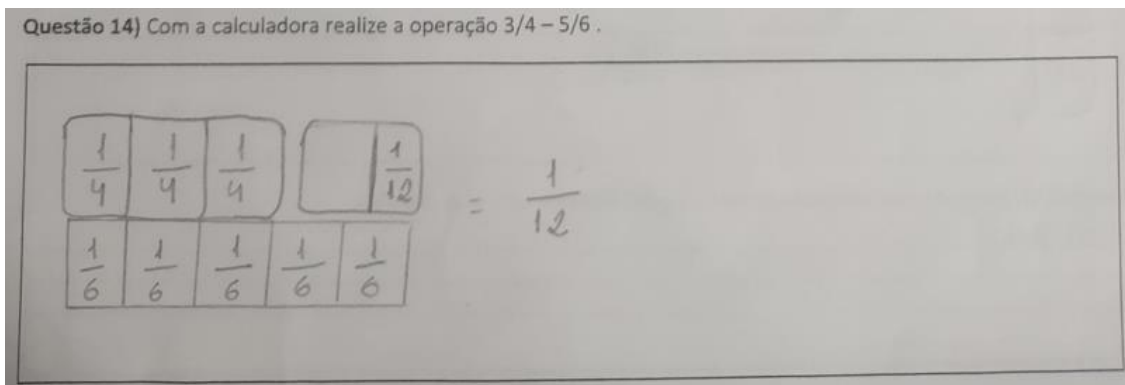 Questão 14) Com a calculadora realize a operação 3/4 – 5/6 .
1/4 1/4 1/4 1/12 = 1/12
1/6 1/6 1/6 1/6 1/6